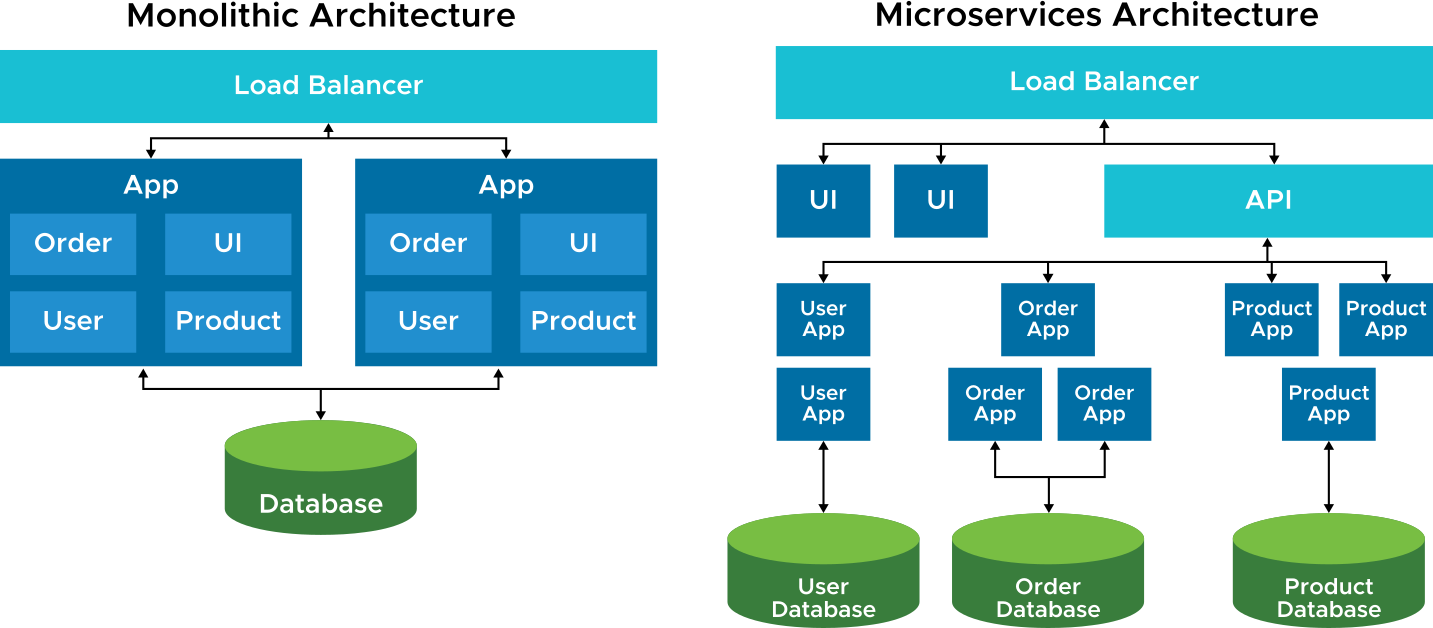 Monolithic Architecture
Load Balancer
App
Order
UI
User
Product
App
Order
UI
User
Product
Database
Microservices Architecture
Load Balancer
UI
UI
API
User
App
Order
App
Product
App
Product
App
User
App
Order
App
Order
App
Product
App
User
Database
Order
Database
Product
Database